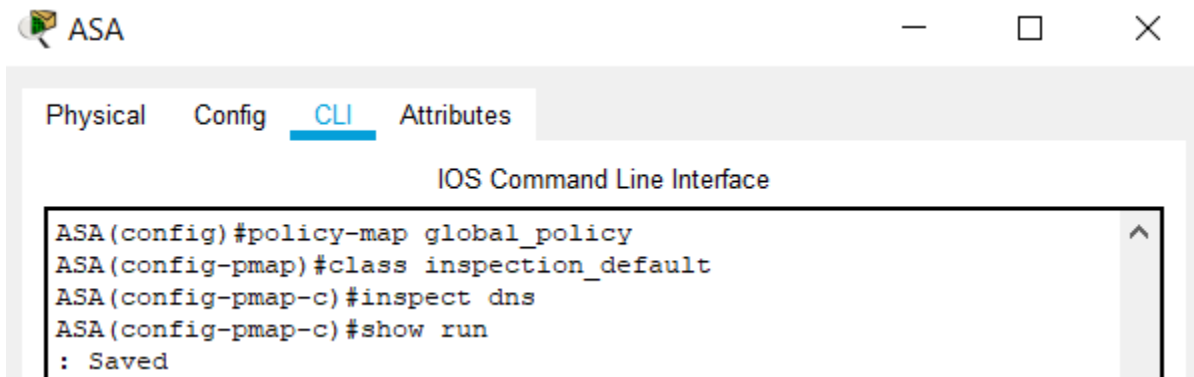 ASA
Physical Config CLI Attributes
IOS Command Line Interface
ASA(config)#policy-map global_policy
ASA(config-pmap)#class inspection_default
ASA(config-pmap-c)#inspect dns
ASA(config-pmap-c)#show run
: Saved